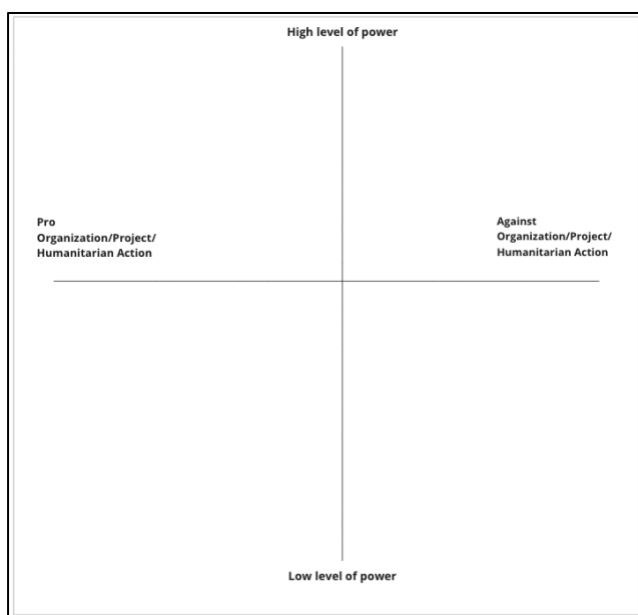 High level of power
Pro
Organization/Project/
Humanitarian Action
Against
Organization/Project/
Humanitarian Action
Low level of power